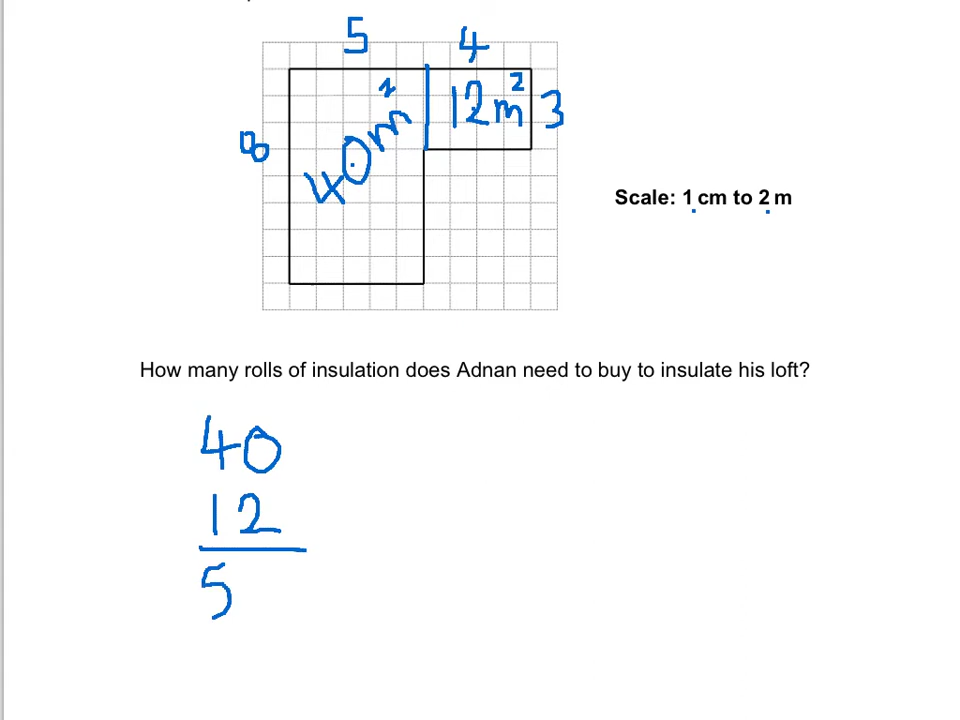 5 4
8 40m² 12m² 3
Scale: 1 cm to 2 m
How many rolls of insulation does Adnan need to buy to insulate his loft?
40
12
5